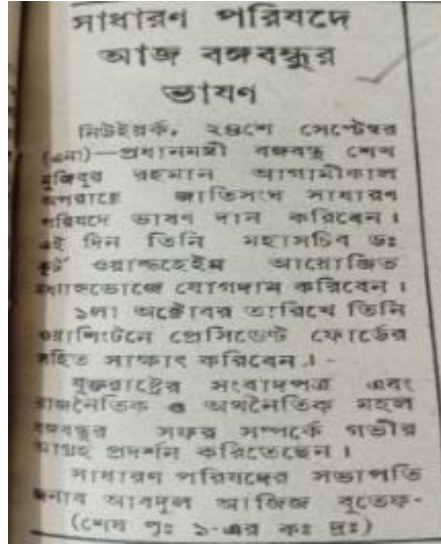 সাধারণ পরিষদে
আজ বঙ্গবন্ধুর
ভাষণ
নিউইয়র্ক, ২৪শে সেপ্টেম্বর
(এনা)—প্রধানমন্ত্রী বঙ্গবন্ধু শেখ
মুজিবুর রহমান আগামীকাল
অপরাহ্নে জাতিসংঘ সাধারণ
পরিষদে ভাষণ দান করিবেন।
এই দিন তিনি মহাসচিব ডঃ
কুর্ট ওয়াল্ডহেইম আয়োজিত
মধ্যাহ্নভোজে যোগদান করিবেন।
১লা অক্টোবর তারিখে তিনি
ওয়াশিংটনে প্রেসিডেন্ট ফোর্ডের
সহিত সাক্ষাৎ করিবেন।
যুক্তরাষ্ট্রের সংবাদপত্র এবং
রাজনৈতিক ও অর্থনৈতিক মহল
বঙ্গবন্ধুর সফর সম্পর্কে গভীর
আগ্রহ প্রদর্শন করিতেছেন।
সাধারণ পরিষদের সভাপতি
জনাব আবদুল আজিজ বুতেফ-
(শেষ পৃঃ ১-এর কঃ দ্রঃ)